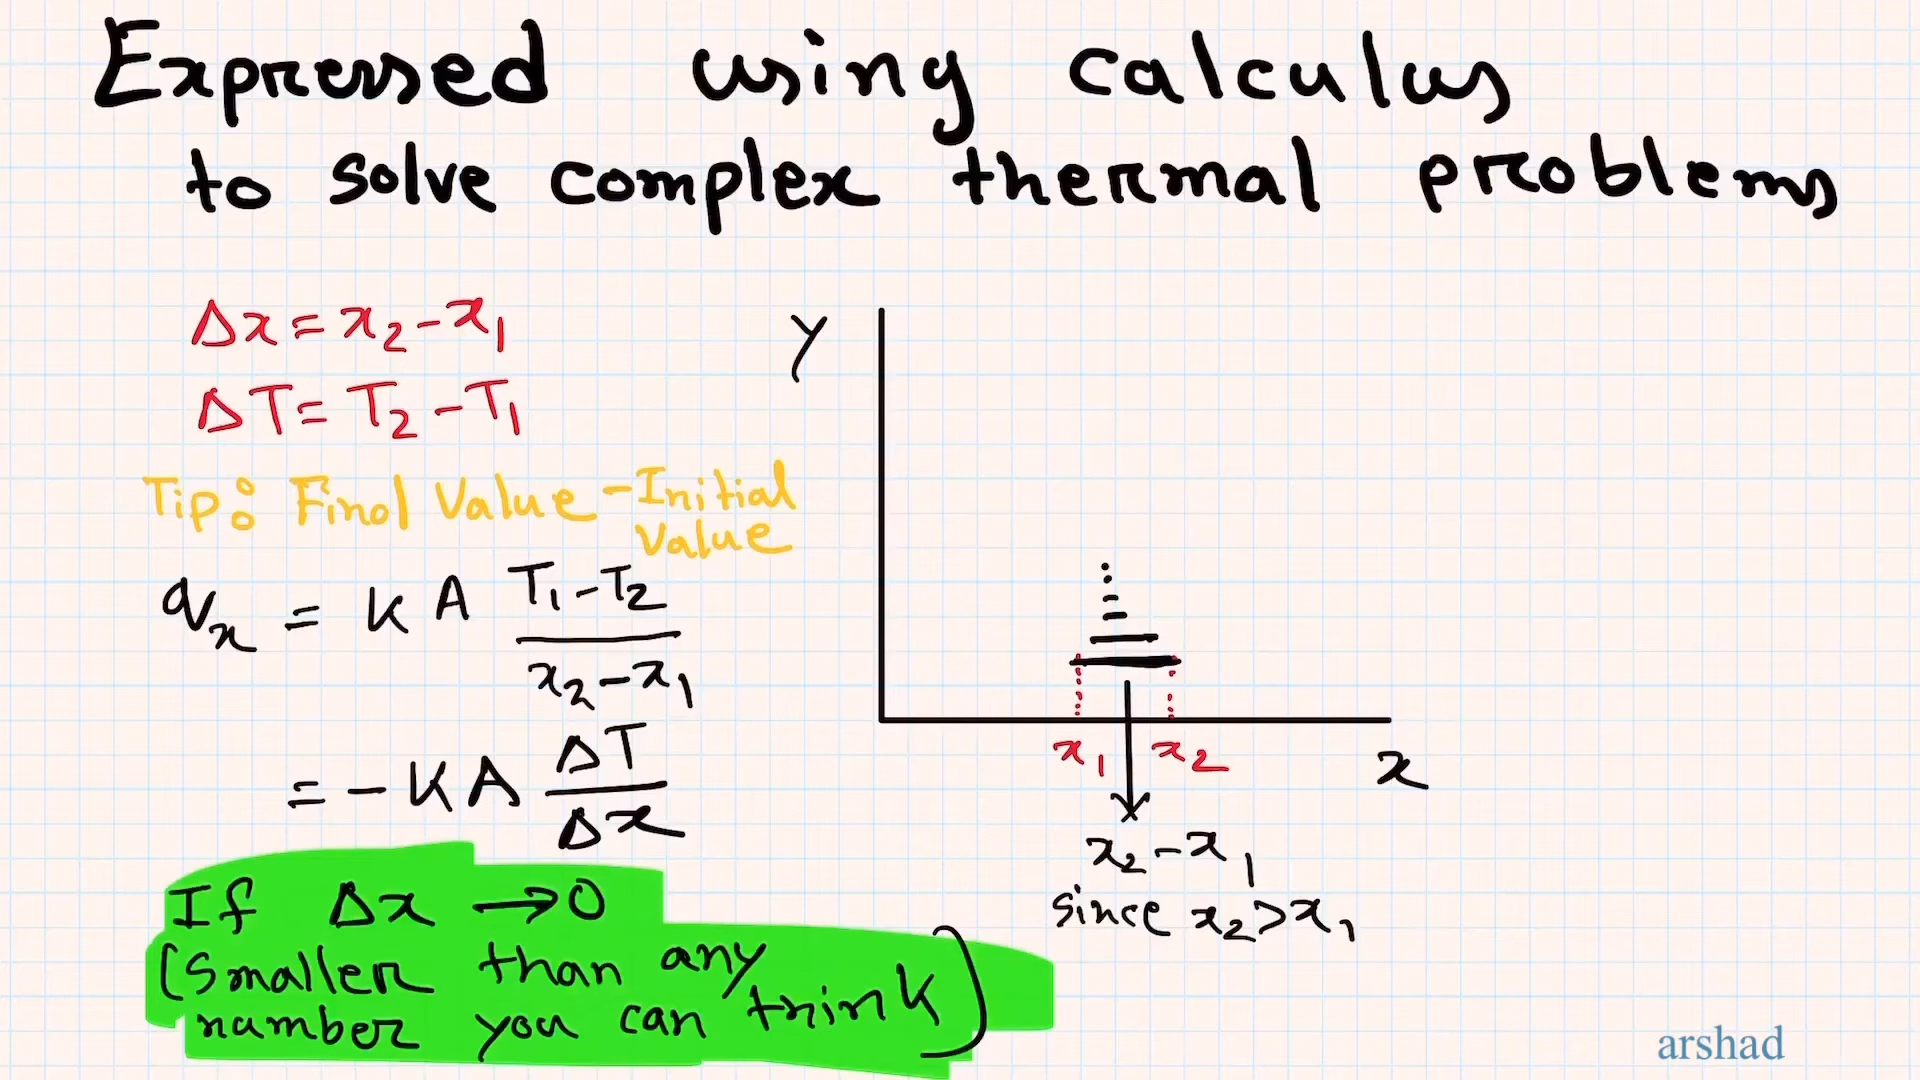 Expressed using calculus
to solve complex thermal problems
Δx = x₂ - x₁
ΔT = T₂ - T₁
Tip: Final Value - Initial
Value
qₓ = K A (T₁ - T₂) / (x₂ - x₁)
= - K A ΔT / Δx
If Δx → 0
(Smaller than any
number you can think)
y
x₁ x₂
x
x₂ - x₁
since x₂ > x₁
arshad